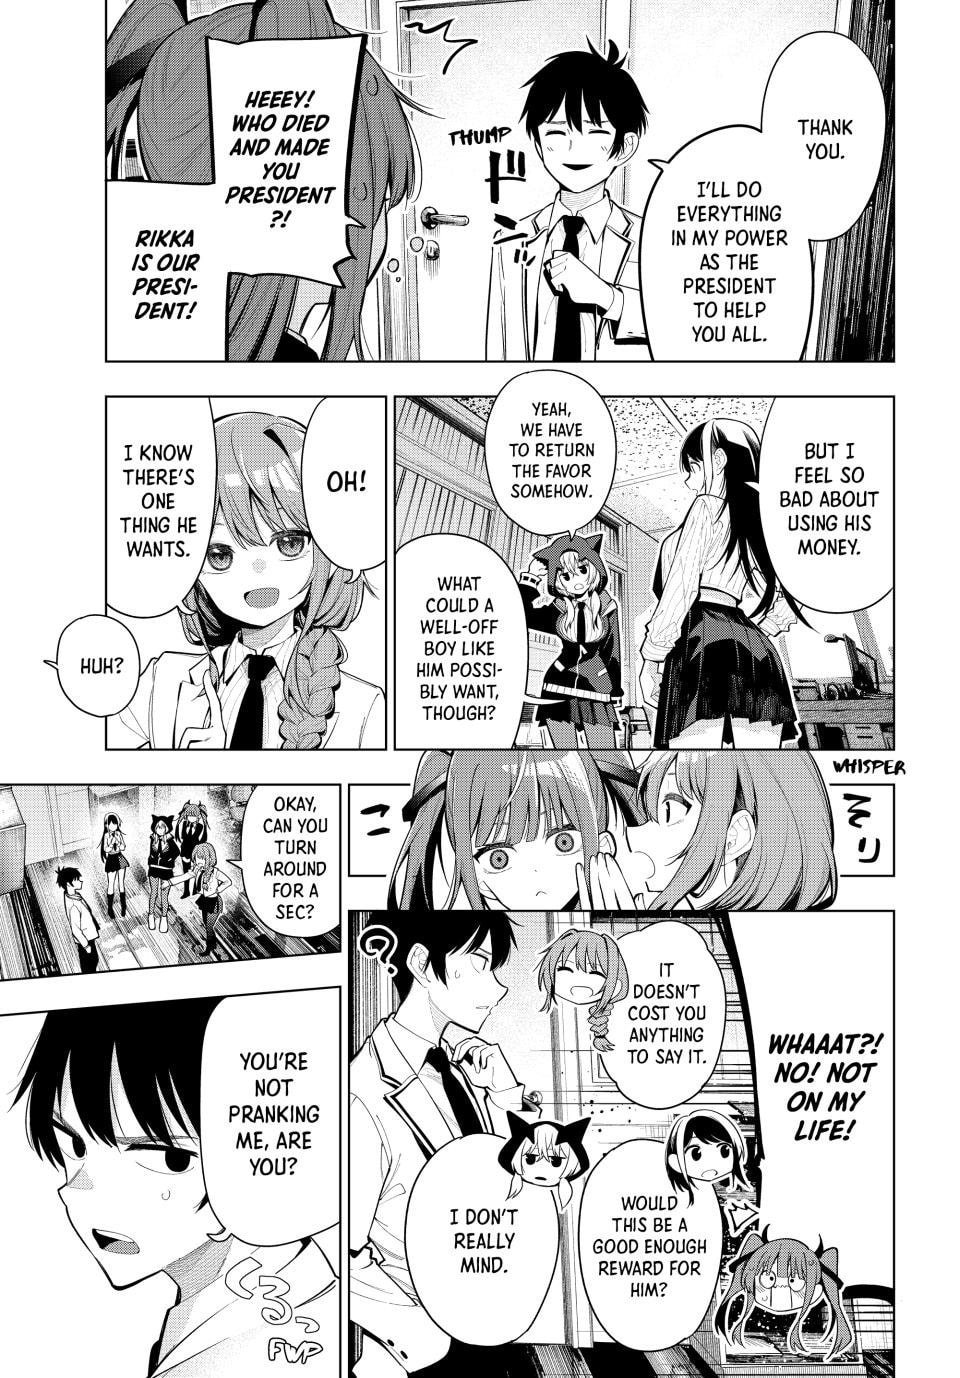 THANK
YOU.
I'LL DO
EVERYTHING
IN MY POWER
AS THE
PRESIDENT
TO HELP
YOU ALL.
THUMP
ドンッ
HEEEY!
WHO DIED
AND MADE
YOU
PRESIDENT
?!
RIKKA
IS OUR
PRESI-
DENT!
BUT I
FEEL SO
BAD ABOUT
USING HIS
MONEY.
YEAH,
WE HAVE
TO RETURN
THE FAVOR
SOMEHOW.
WHAT
COULD A
WELL-OFF
BOY LIKE
HIM POSSI-
BLY WANT,
THOUGH?
OH!
I KNOW
THERE'S
ONE
THING HE
WANTS.
HUH?
WHISPER
そり
OKAY,
CAN YOU
TURN
AROUND
FOR A
SEC?
WHAAAT?!
NO! NOT
ON MY
LIFE!
IT
DOESN'T
COST YOU
ANYTHING
TO SAY IT.
?
WOULD
THIS BE A
GOOD ENOUGH
REWARD FOR
HIM?
I DON'T
REALLY
MIND.
YOU'RE
NOT
PRANKING
ME, ARE
YOU?
くるっ
FWP